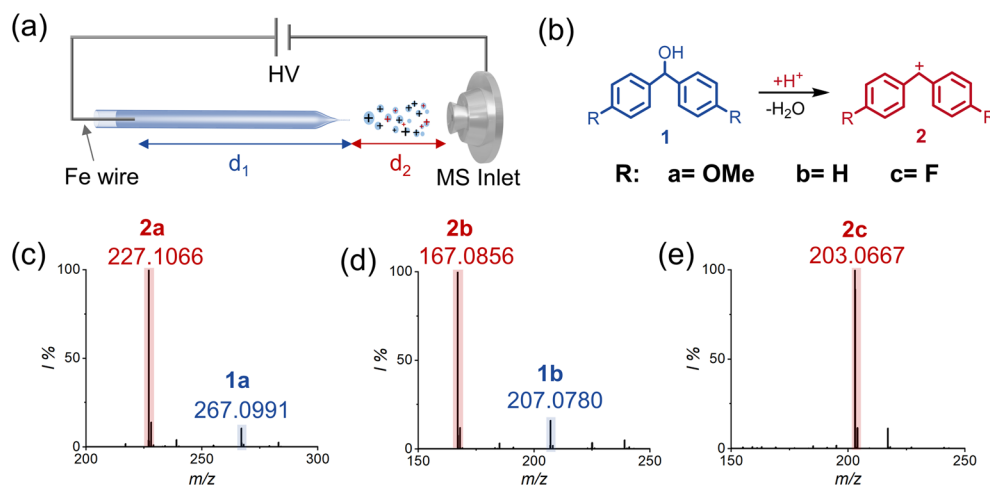 (a)
HV
Fe wire
d1
d2
MS Inlet
(b)
OH
R
R
1
+H+
-H2O
+
R
R
2
R: a= OMe b= H c= F
(c)
2a
227.1066
1a
267.0991
100
50
0
I %
200
250
300
m/z
(d)
2b
167.0856
1b
207.0780
100
50
0
I %
150
200
250
m/z
(e)
2c
203.0667
100
50
0
I %
150
200
250
m/z